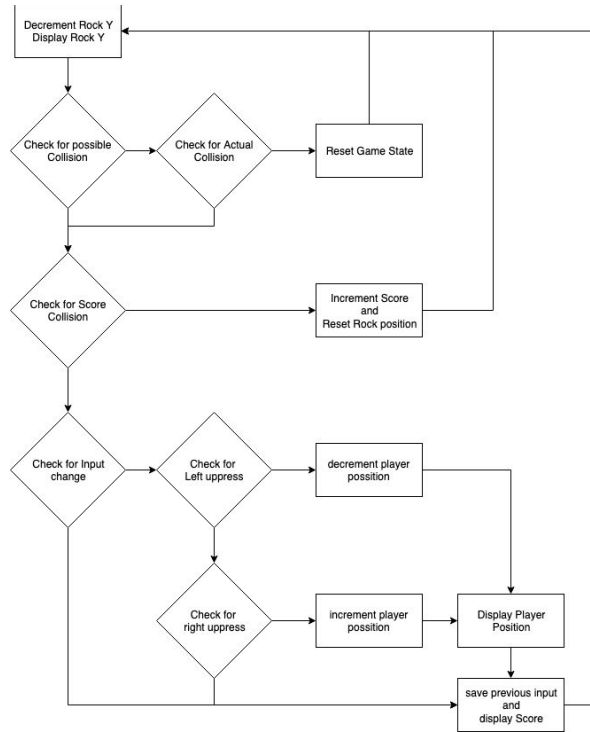 Decrement Rock Y
Display Rock Y
Check for possible
Collision
Check for Actual
Collision
Reset Game State
Check for Score
Collision
Increment Score
and
Reset Rock position
Check for Input
change
Check for
Left uppress
decrement player
possition
Check for
right uppress
increment player
possition
Display Player
Position
save previous input
and
display Score